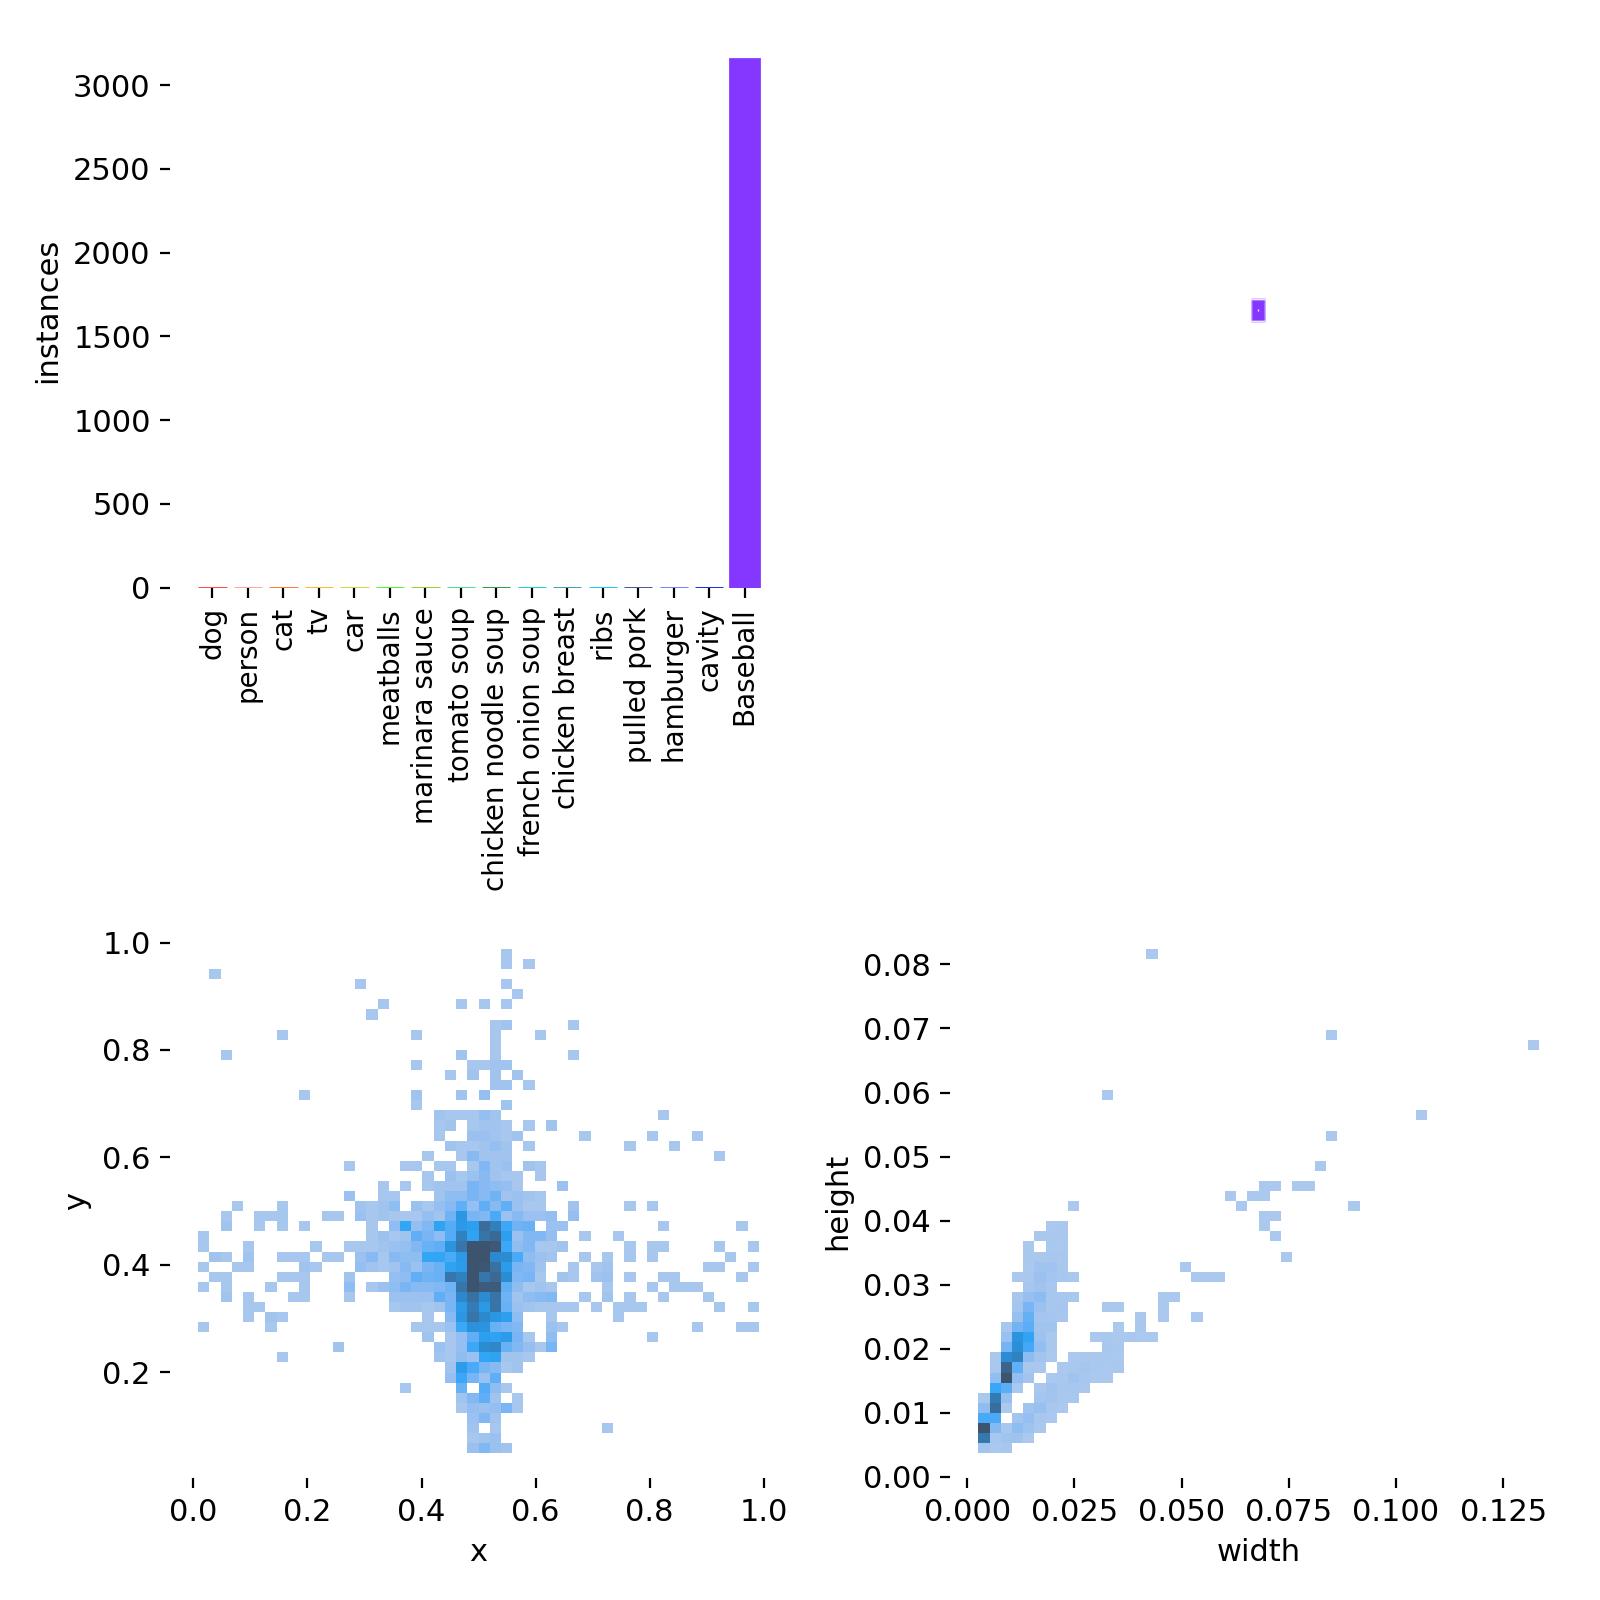 3000
2500
2000
1500
1000
500
0
instances
dog
person
cat
tv
car
meatballs
marinara sauce
tomato soup
chicken noodle soup
french onion soup
chicken breast
ribs
pulled pork
hamburger
cavity
Baseball
1.0
0.8
0.6
0.4
0.2
y
0.0 0.2 0.4 0.6 0.8 1.0
x
0.08
0.07
0.06
0.05
0.04
0.03
0.02
0.01
0.00
height
0.000 0.025 0.050 0.075 0.100 0.125
width